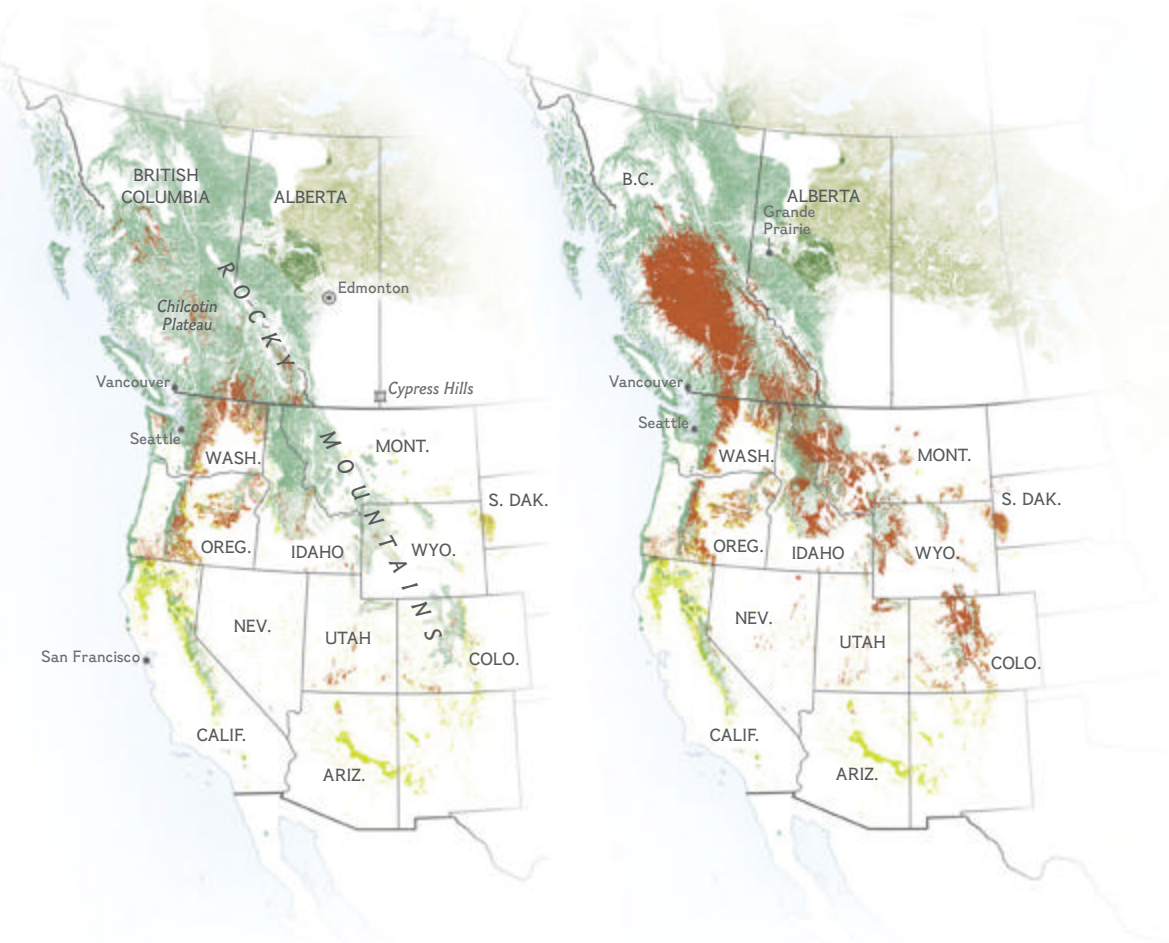 BRITISH
COLUMBIA
ALBERTA
ROCKY
Edmonton
Chilcotin
Plateau
Vancouver
Cypress Hills
Seattle
WASH.
MOUNTAINS
MONT.
S. DAK.
OREG.
IDAHO
WYO.
NEV.
UTAH
San Francisco
COLO.
CALIF.
ARIZ.
B.C.
ALBERTA
Grande
Prairie
Vancouver
Seattle
WASH.
MONT.
S. DAK.
OREG.
IDAHO
WYO.
NEV.
UTAH
COLO.
CALIF.
ARIZ.